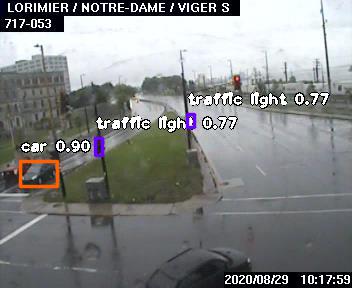 LORIMIER / NOTRE-DAME / VIGER S
717-053
traffic light 0.77
traffic light 0.77
car 0.90
2020/08/29 10:17:59